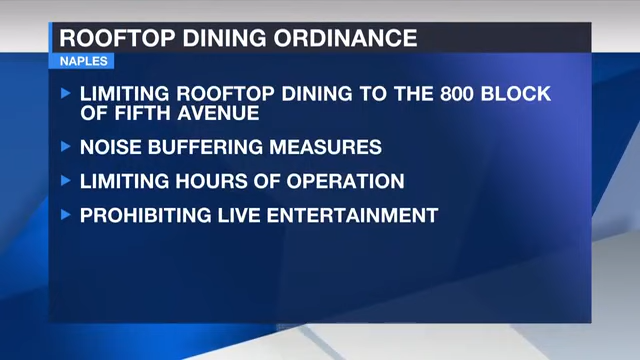 ROOFTOP DINING ORDINANCE
NAPLES
LIMITING ROOFTOP DINING TO THE 800 BLOCK
OF FIFTH AVENUE
NOISE BUFFERING MEASURES
LIMITING HOURS OF OPERATION
PROHIBITING LIVE ENTERTAINMENT